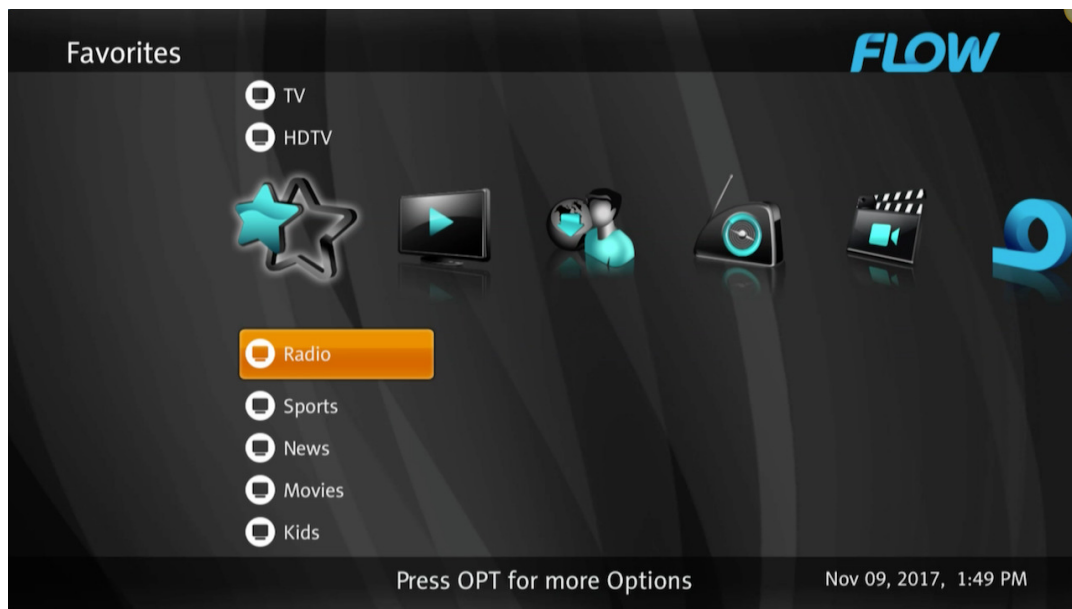 Favorites
FLOW
TV
HDTV
Radio
Sports
News
Movies
Kids
Press OPT for more Options
Nov 09, 2017, 1:49 PM